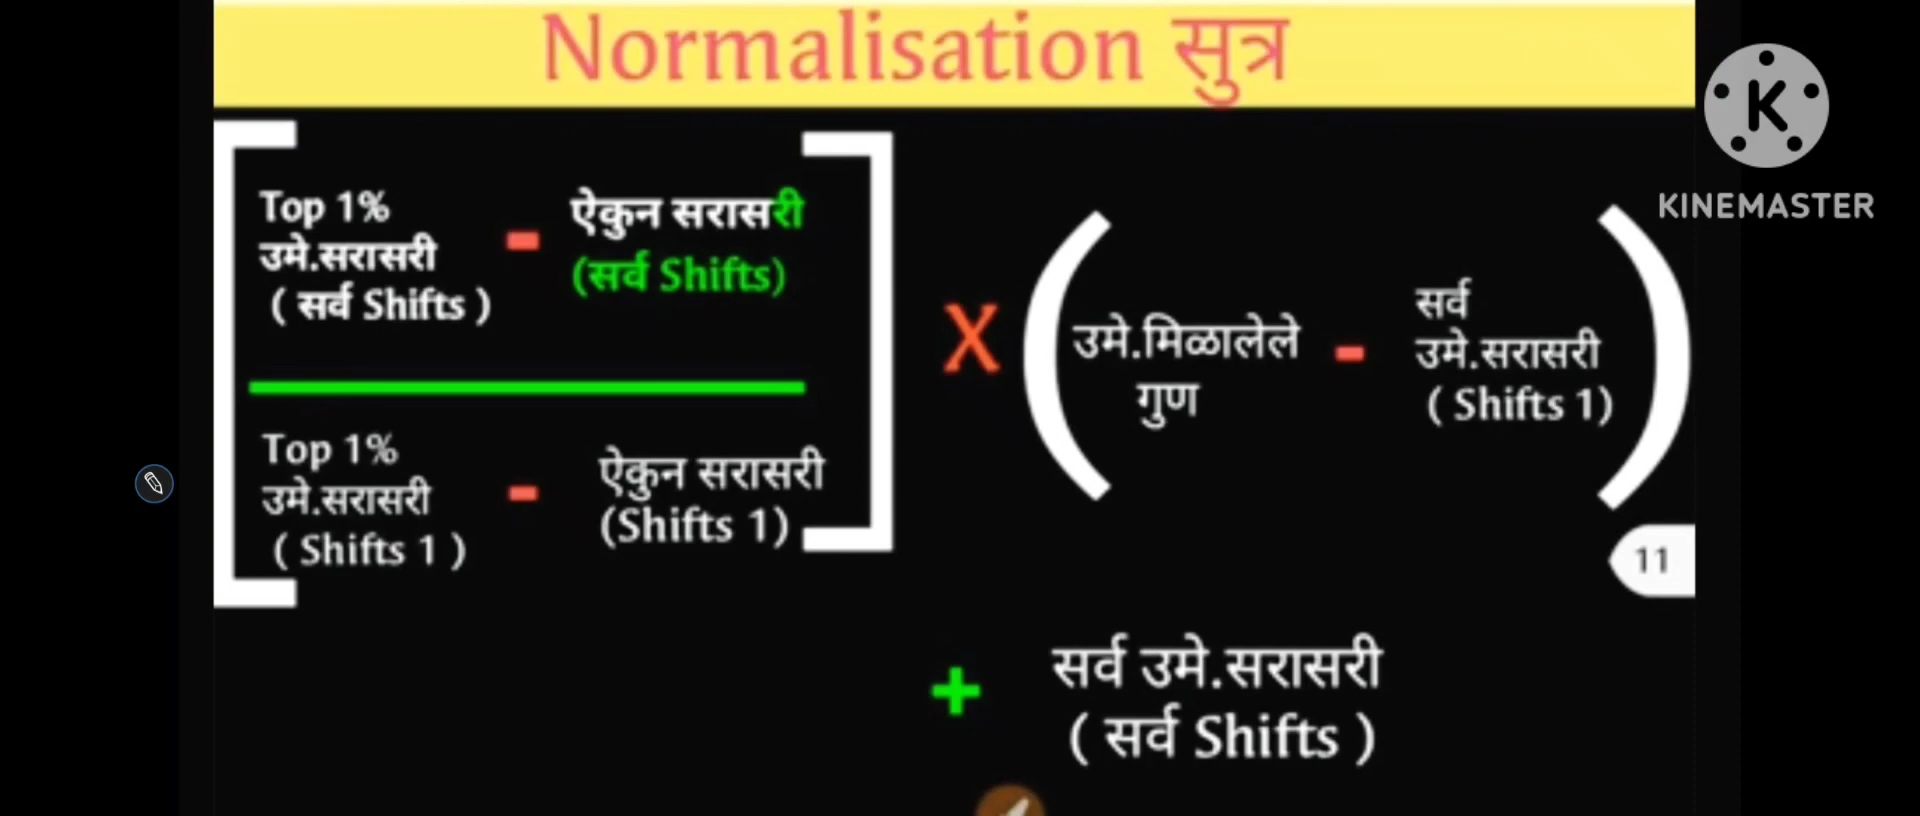 Normalisation सुत्र
KINEMASTER
Top 1%
उमे.सरासरी
( सर्व Shifts )
-
ऐकुन सरासरी
(सर्व Shifts)
Top 1%
उमे.सरासरी
( Shifts 1 )
-
ऐकुन सरासरी
(Shifts 1)
X
उमे.मिळालेले
गुण
-
सर्व
उमे.सरासरी
( Shifts 1)
11
+
सर्व उमे.सरासरी
( सर्व Shifts )